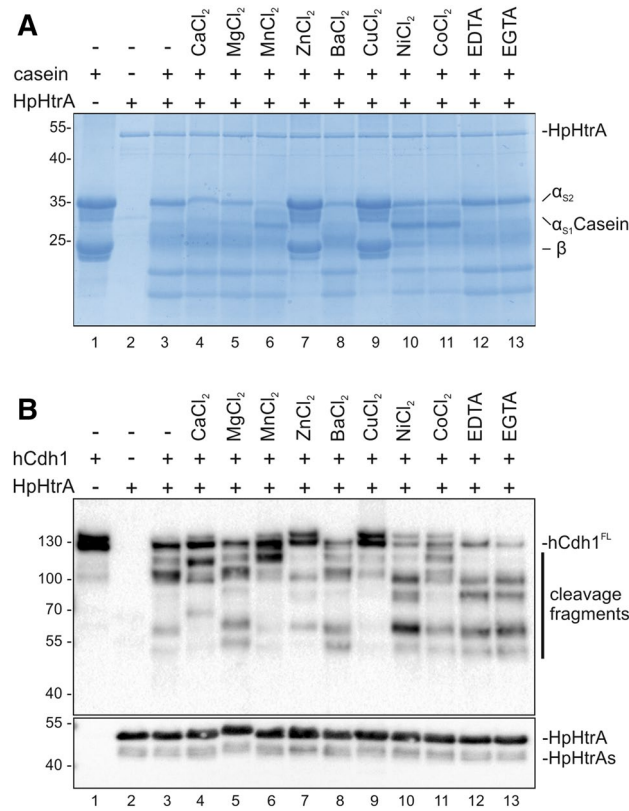 A
- - - CaCl₂ MgCl₂ MnCl₂ ZnCl₂ BaCl₂ CuCl₂ NiCl₂ CoCl₂ EDTA EGTA
casein + - + + + + + + + + + + +
HpHtrA - + + + + + + + + + + + +
55- -HpHtrA
40-
35- αS2
αS1Casein
25- - β
1 2 3 4 5 6 7 8 9 10 11 12 13
B
- - - CaCl₂ MgCl₂ MnCl₂ ZnCl₂ BaCl₂ CuCl₂ NiCl₂ CoCl₂ EDTA EGTA
hCdh1 + - + + + + + + + + + + +
HpHtrA - + + + + + + + + + + + +
130 - -hCdh1FL
100 -
cleavage
70 - fragments
55 -
40 -
55 - -HpHtrA
-HpHtrAs
40 -
1 2 3 4 5 6 7 8 9 10 11 12 13